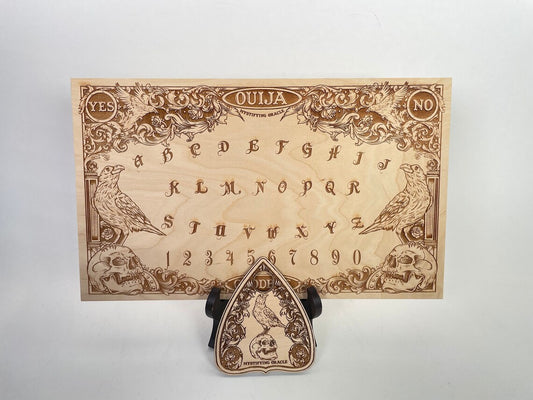 YES OUIJA NO
MYSTIFYING ORACLE
A B C D E F G H I J
K L M N O P Q R
S T U V W X Y Z
1 2 3 4 5 6 7 8 9 0
MYSTIFYING ORACLE